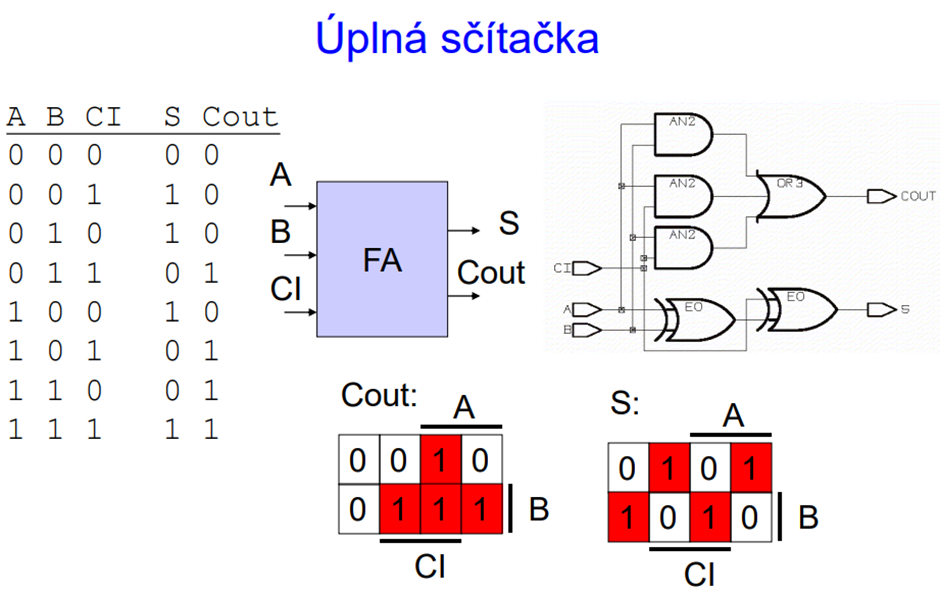 Úplná sčítačka
A B CI S Cout
0 0 0 0 0
0 0 1 1 0
0 1 0 1 0
0 1 1 0 1
1 0 0 1 0
1 0 1 0 1
1 1 0 0 1
1 1 1 1 1
A
B
CI
FA
S
Cout
AN2
AN2
AN2
OR3
COUT
CI
A
B
EO
EO
S
Cout:
A
0 0 1 0
0 1 1 1
B
CI
S:
A
0 1 0 1
1 0 1 0
B
CI